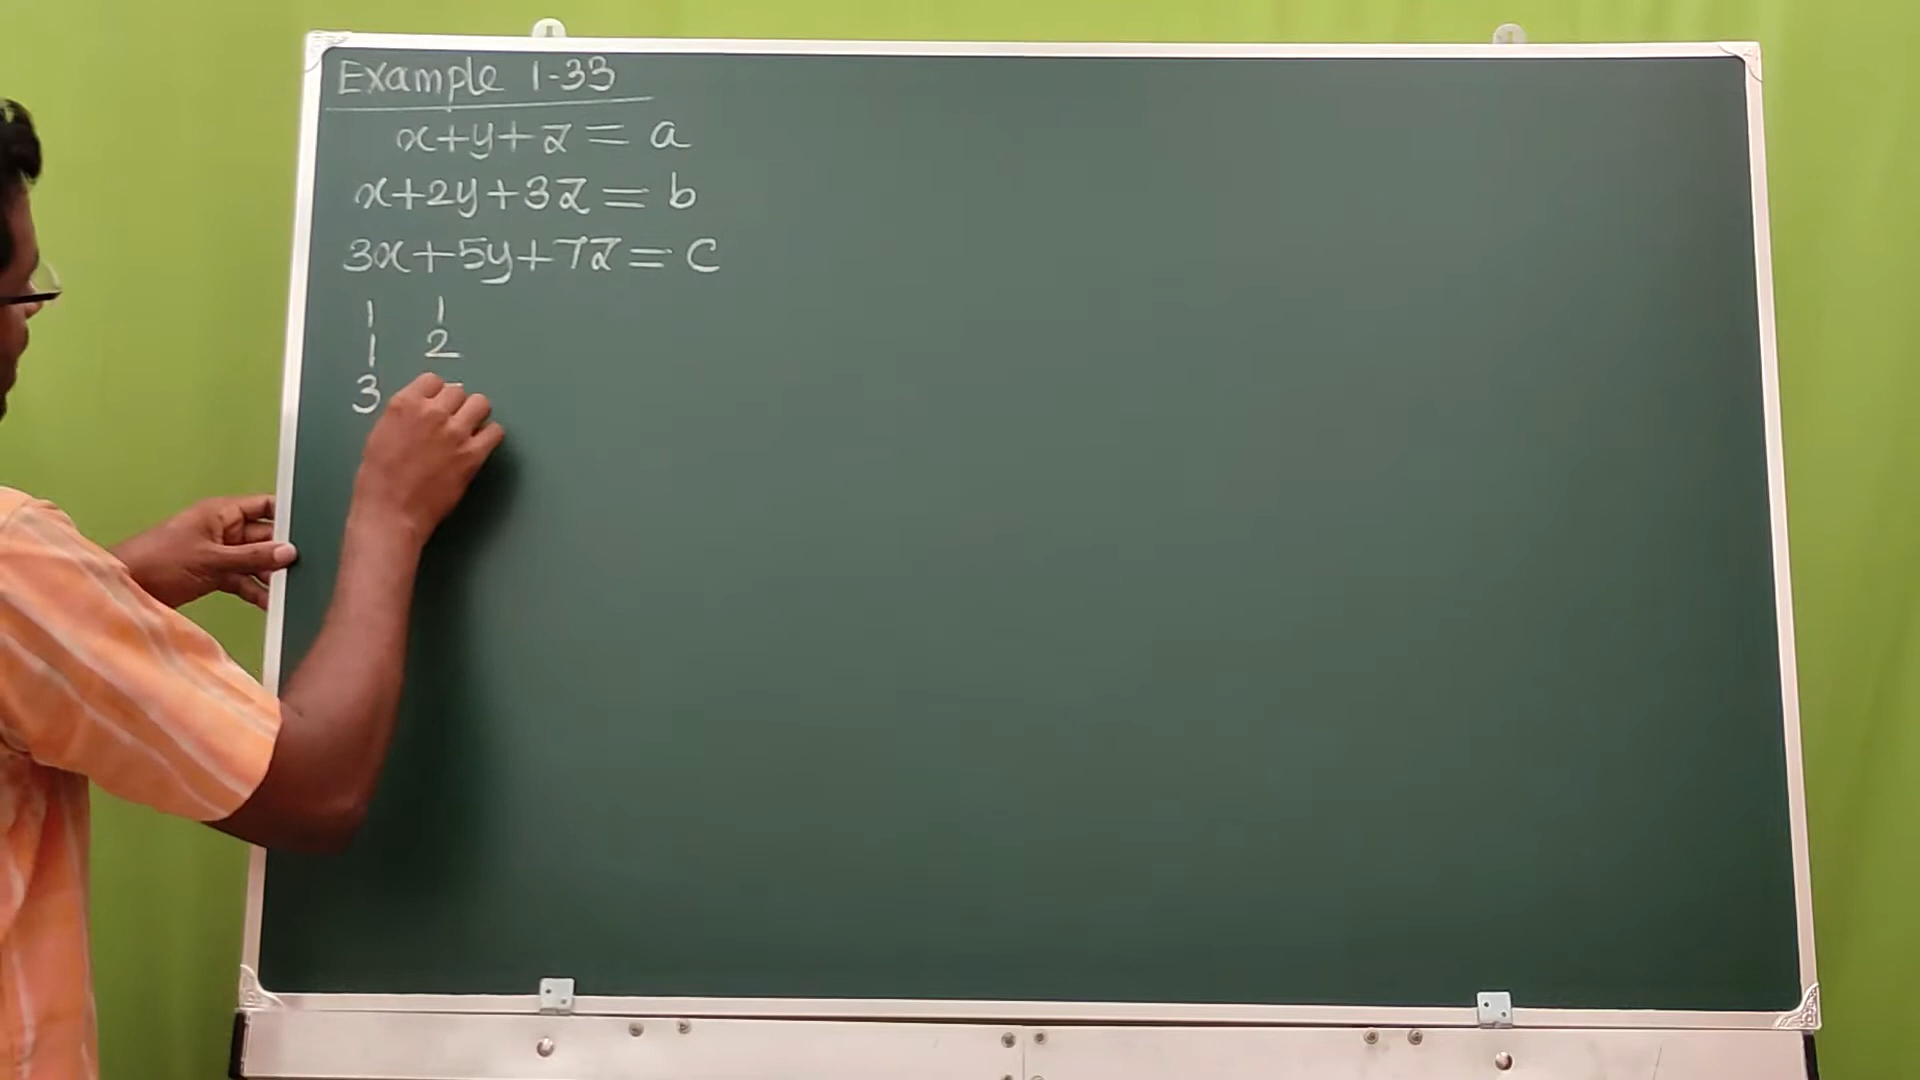 Example 1-33
x+y+z = a
x+2y+3z = b
3x+5y+7z = c
1 1
1 2
3